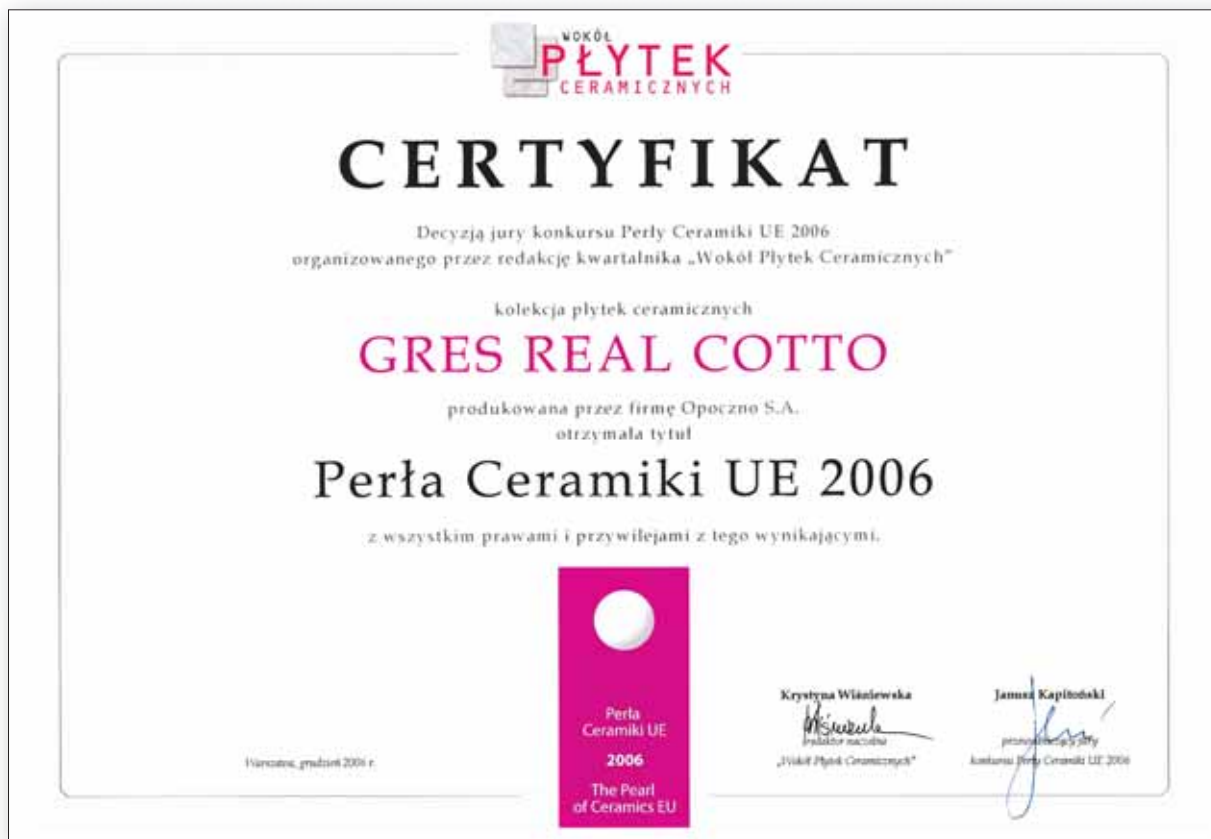 WOKÓŁ
PŁYTEK
CERAMICZNYCH
CERTYFIKAT
Decyzją jury konkursu Perły Ceramiki UE 2006
organizowanego przez redakcję kwartalnika „Wokół Płytek Ceramicznych”
kolekcja płytek ceramicznych
GRES REAL COTTO
produkowana przez firmę Opoczno S.A.
otrzymała tytuł
Perła Ceramiki UE 2006
z wszystkim prawami i przywilejami z tego wynikającymi.
Perła
Ceramiki UE
2006
The Pearl
of Ceramics EU
Warszawa, grudzień 2006 r.
Krystyna Wiśniewska
redaktor naczelna
„Wokół Płytek Ceramicznych”
Janusz Kapitoński
przewodniczący jury
konkursu Perły Ceramiki UE 2006